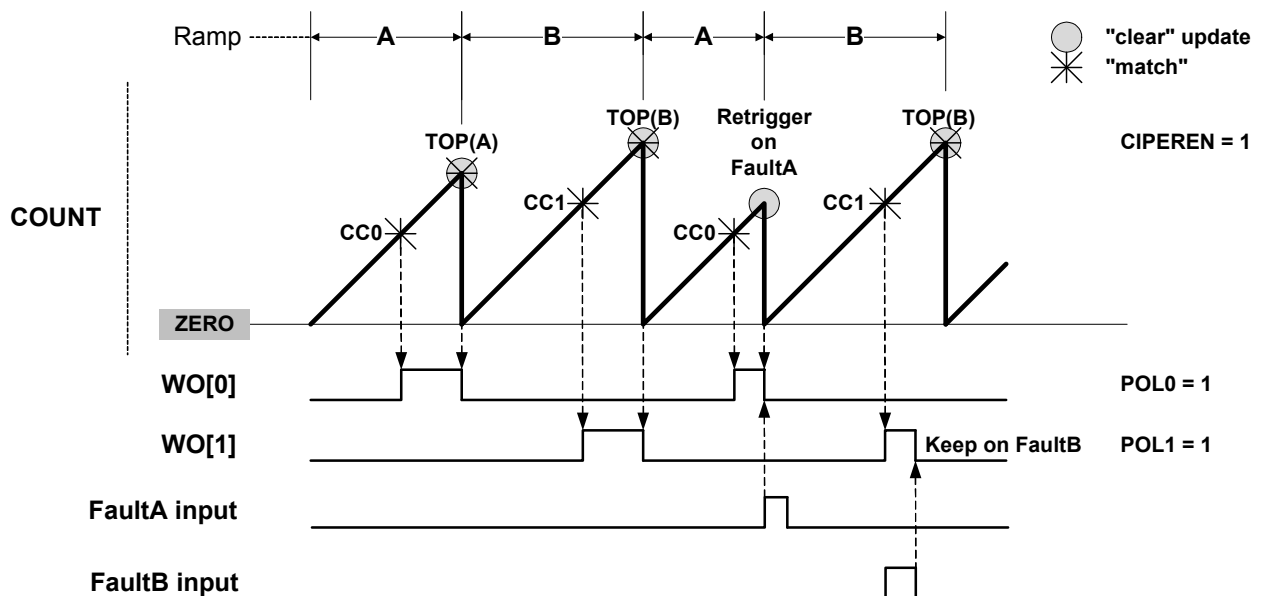 Ramp
A
B
A
B
"clear" update
"match"
TOP(A)
TOP(B)
Retrigger
on
FaultA
TOP(B)
CIPEREN = 1
COUNT
CC0
CC1
CC0
CC1
ZERO
WO[0]
POL0 = 1
WO[1]
Keep on FaultB
POL1 = 1
FaultA input
FaultB input